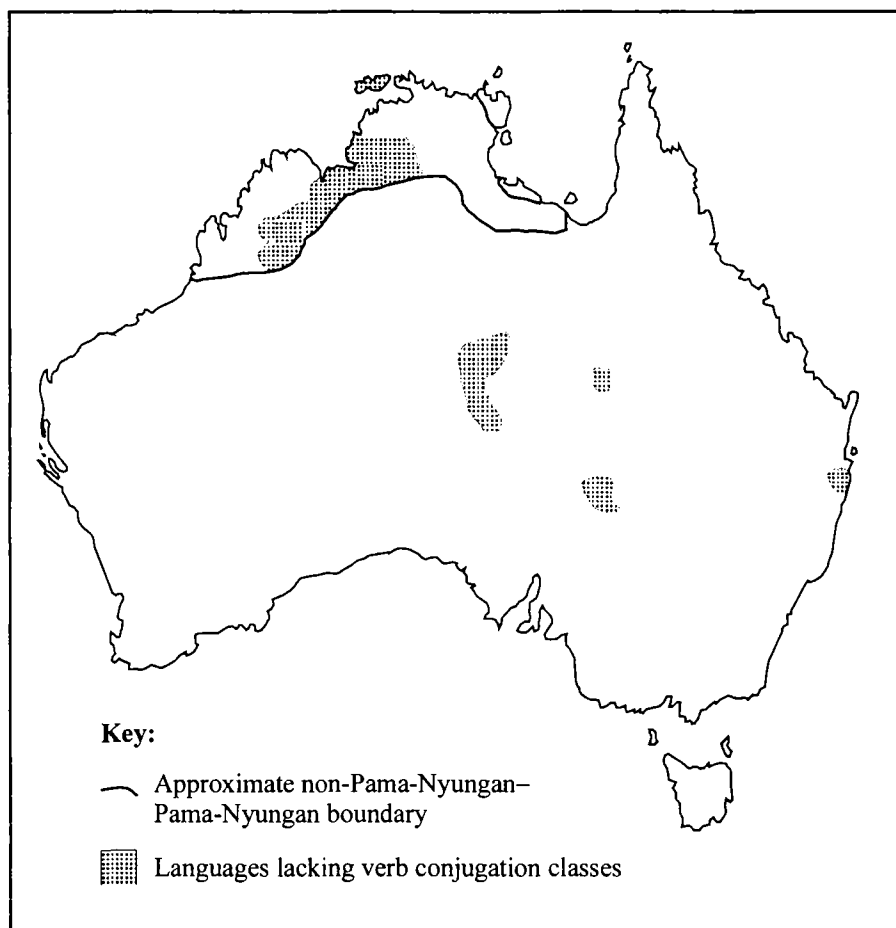 Key:
Approximate non-Pama-Nyungan–
Pama-Nyungan boundary
Languages lacking verb conjugation classes